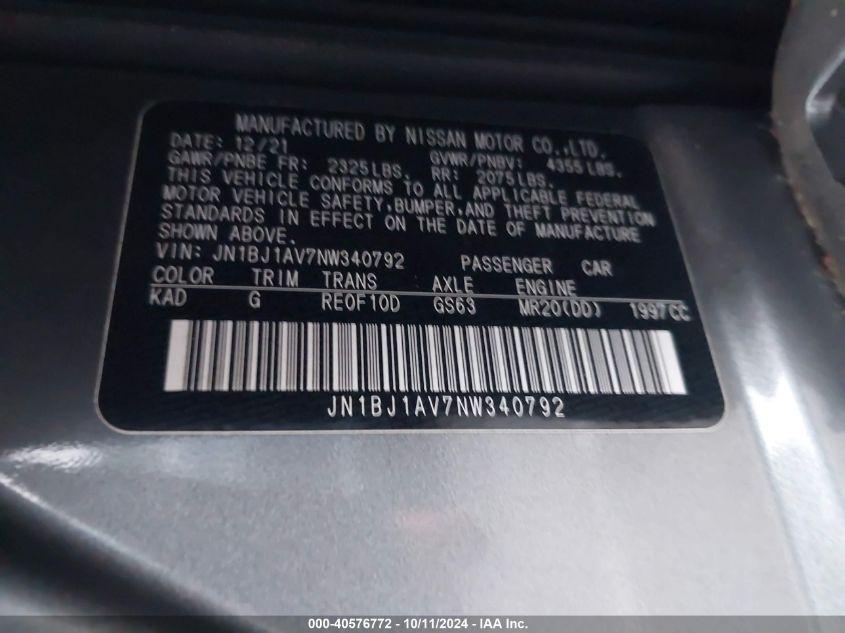 MANUFACTURED BY NISSAN MOTOR CO.,LTD.
DATE: 12/21 GVWR/PNBV: 4355 LBS.
GAWR/PNBE FR: 2325LBS. RR: 2075LBS.
THIS VEHICLE CONFORMS TO ALL APPLICABLE FEDERAL
MOTOR VEHICLE SAFETY,BUMPER,AND THEFT PREVENTION
STANDARDS IN EFFECT ON THE DATE OF MANUFACTURE
SHOWN ABOVE.
VIN: JN1BJ1AV7NW340792 PASSENGER CAR
COLOR TRIM TRANS AXLE ENGINE
KAD G RE0F10D GS63 MR20(DD) 1997CC
JN1BJ1AV7NW340792
000-40576772 - 10/11/2024 - IAA Inc.